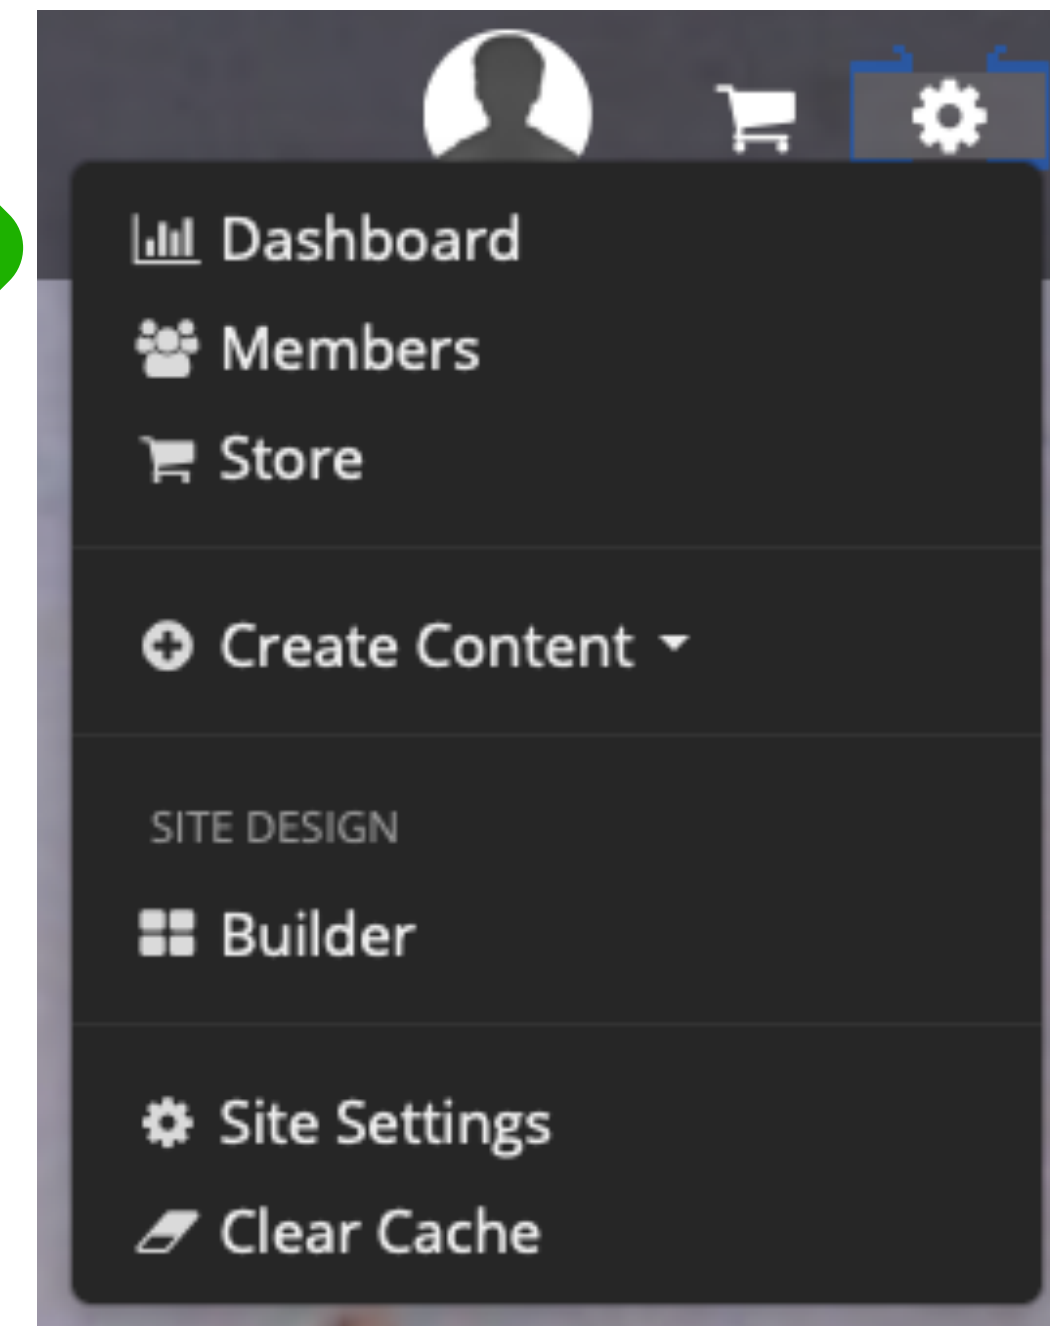 Dashboard
Members
Store
Create Content
SITE DESIGN
Builder
Site Settings
Clear Cache